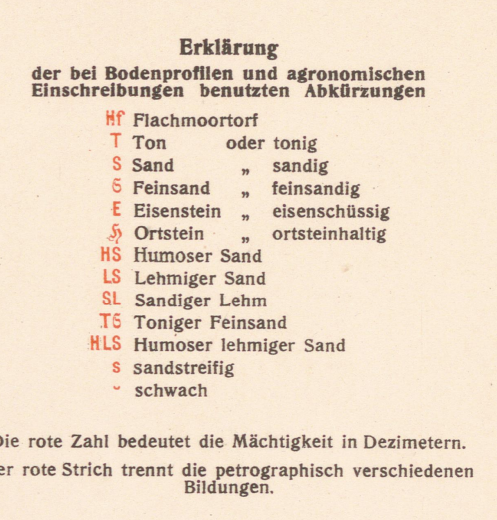 Erklärung
der bei Bodenprofilen und agronomischen
Einschreibungen benutzten Abkürzungen
Hf Flachmoortorf
T Ton oder tonig
S Sand „ sandig
Feinsand „ feinsandig
E Eisenstein „ eisenschüssig
Ortstein „ ortsteinhaltig
HS Humoser Sand
LS Lehmiger Sand
SL Sandiger Lehm
Toniger Feinsand
HLS Humoser lehmiger Sand
s sandstreifig
˘ schwach
rote Zahl bedeutet die Mächtigkeit in Dezimetern.
rote Strich trennt die petrographisch verschiedenen
Bildungen.